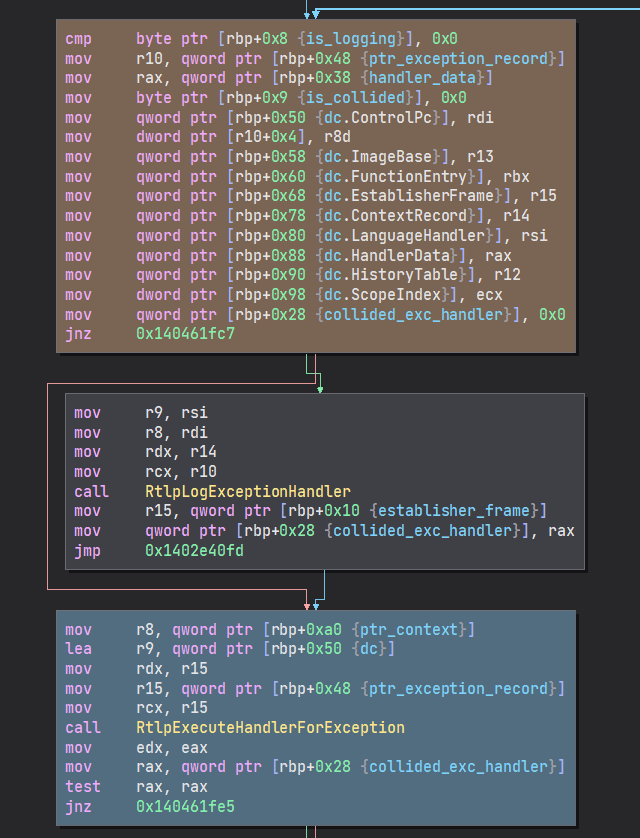 cmp byte ptr [rbp+0x8 {is_logging}], 0x0
mov r10, qword ptr [rbp+0x48 {ptr_exception_record}]
mov rax, qword ptr [rbp+0x38 {handler_data}]
mov byte ptr [rbp+0x9 {is_collided}], 0x0
mov qword ptr [rbp+0x50 {dc.ControlPc}], rdi
mov dword ptr [r10+0x4], r8d
mov qword ptr [rbp+0x58 {dc.ImageBase}], r13
mov qword ptr [rbp+0x60 {dc.FunctionEntry}], rbx
mov qword ptr [rbp+0x68 {dc.EstablisherFrame}], r15
mov qword ptr [rbp+0x78 {dc.ContextRecord}], r14
mov qword ptr [rbp+0x80 {dc.LanguageHandler}], rsi
mov qword ptr [rbp+0x88 {dc.HandlerData}], rax
mov qword ptr [rbp+0x90 {dc.HistoryTable}], r12
mov dword ptr [rbp+0x98 {dc.ScopeIndex}], ecx
mov qword ptr [rbp+0x28 {collided_exc_handler}], 0x0
jnz 0x140461fc7
mov r9, rsi
mov r8, rdi
mov rdx, r14
mov rcx, r10
call RtlpLogExceptionHandler
mov r15, qword ptr [rbp+0x10 {establisher_frame}]
mov qword ptr [rbp+0x28 {collided_exc_handler}], rax
jmp 0x1402e40fd
mov r8, qword ptr [rbp+0xa0 {ptr_context}]
lea r9, qword ptr [rbp+0x50 {dc}]
mov rdx, r15
mov r15, qword ptr [rbp+0x48 {ptr_exception_record}]
mov rcx, r15
call RtlpExecuteHandlerForException
mov edx, eax
mov rax, qword ptr [rbp+0x28 {collided_exc_handler}]
test rax, rax
jnz 0x140461fe5